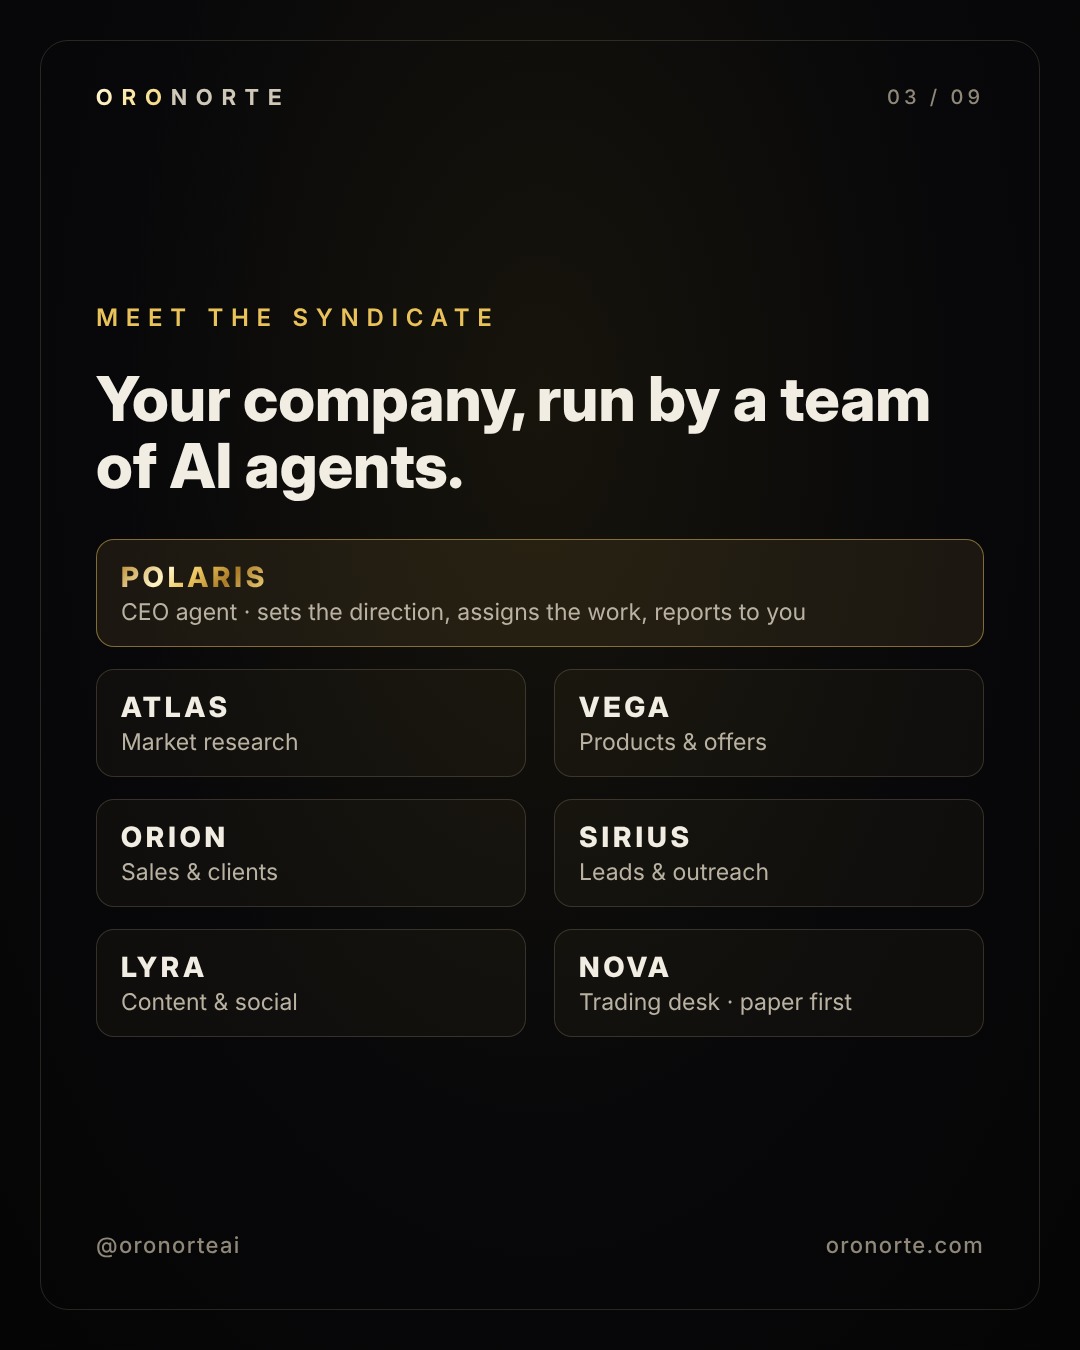 ORONORTE
03 / 09
MEET THE SYNDICATE
Your company, run by a team
of AI agents.
POLARIS
CEO agent · sets the direction, assigns the work, reports to you
ATLAS
Market research
VEGA
Products & offers
ORION
Sales & clients
SIRIUS
Leads & outreach
LYRA
Content & social
NOVA
Trading desk · paper first
@oronorteai
oronorte.com